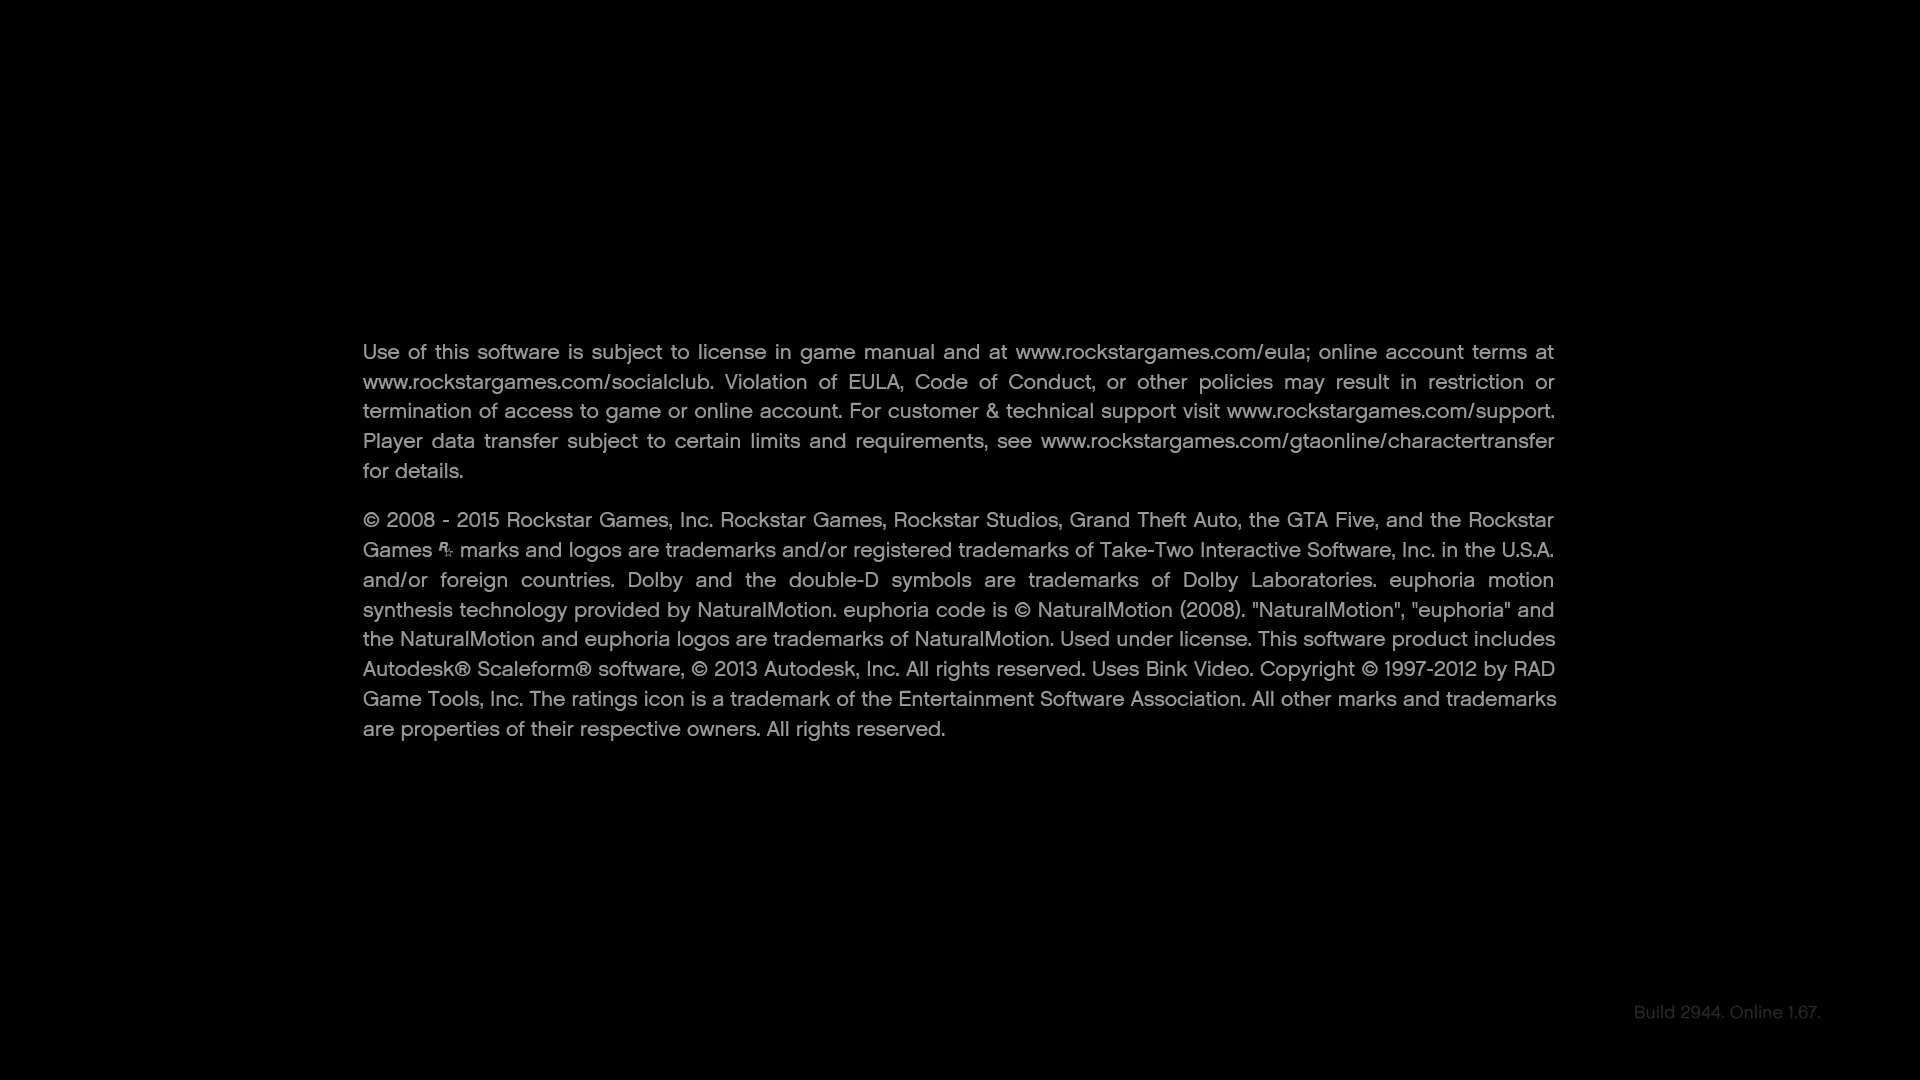 Use of this software is subject to license in game manual and at www.rockstargames.com/eula; online account terms at
www.rockstargames.com/socialclub. Violation of EULA, Code of Conduct, or other policies may result in restriction or
termination of access to game or online account. For customer & technical support visit www.rockstargames.com/support.
Player data transfer subject to certain limits and requirements, see www.rockstargames.com/gtaonline/charactertransfer
for details.
© 2008 - 2015 Rockstar Games, Inc. Rockstar Games, Rockstar Studios, Grand Theft Auto, the GTA Five, and the Rockstar
Games R☆ marks and logos are trademarks and/or registered trademarks of Take-Two Interactive Software, Inc. in the U.S.A.
and/or foreign countries. Dolby and the double-D symbols are trademarks of Dolby Laboratories. euphoria motion
synthesis technology provided by NaturalMotion. euphoria code is © NaturalMotion (2008). "NaturalMotion", "euphoria" and
the NaturalMotion and euphoria logos are trademarks of NaturalMotion. Used under license. This software product includes
Autodesk® Scaleform® software, © 2013 Autodesk, Inc. All rights reserved. Uses Bink Video. Copyright © 1997-2012 by RAD
Game Tools, Inc. The ratings icon is a trademark of the Entertainment Software Association. All other marks and trademarks
are properties of their respective owners. All rights reserved.
Build 2944. Online 1.67.